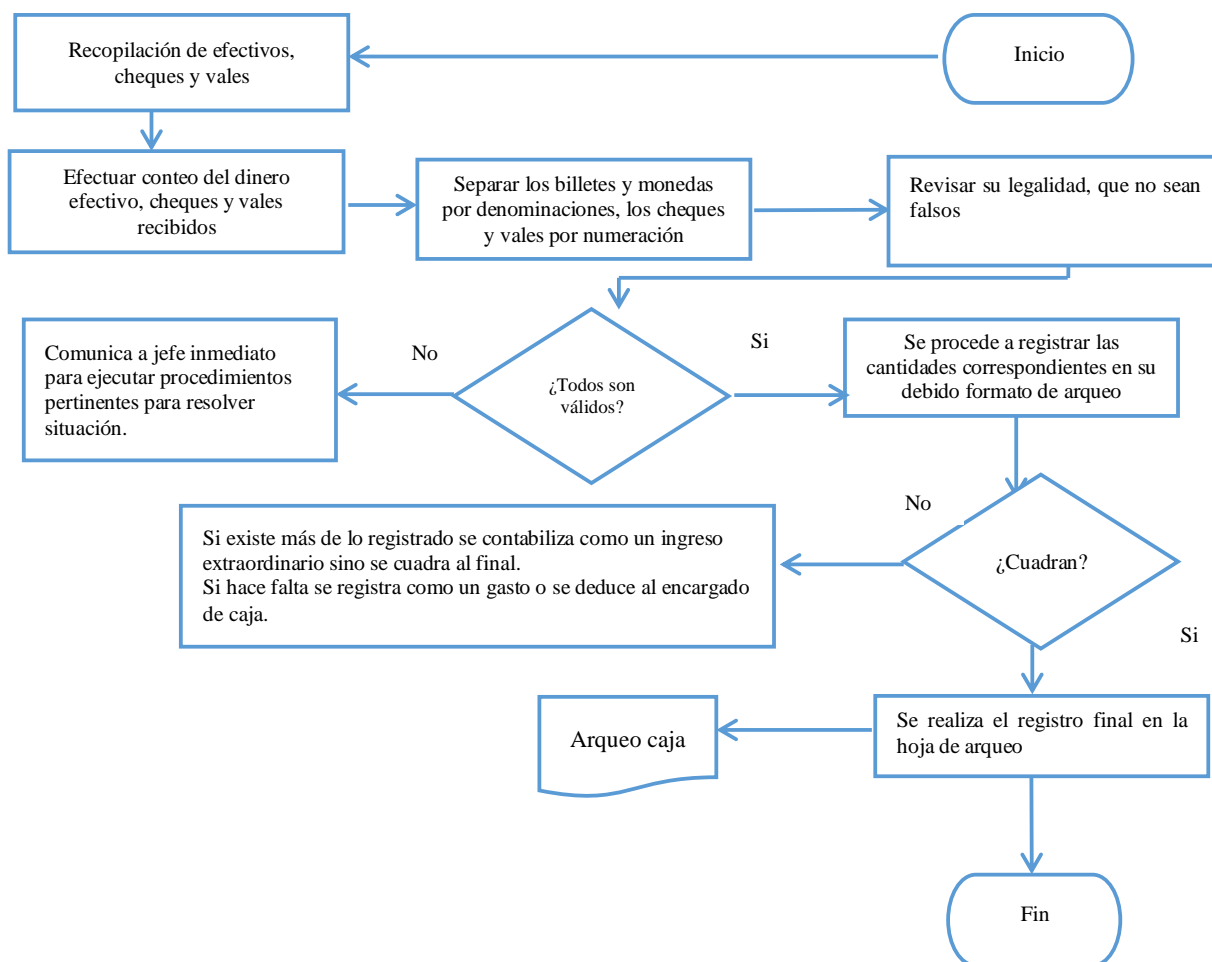 Inicio
Recopilación de efectivos,
cheques y vales
Efectuar conteo del dinero
efectivo, cheques y vales
recibidos
Separar los billetes y monedas
por denominaciones, los cheques
y vales por numeración
Revisar su legalidad, que no sean
falsos
¿Todos son
válidos?
No
Comunica a jefe inmediato
para ejecutar procedimientos
pertinentes para resolver
situación.
Si
Se procede a registrar las
cantidades correspondientes en su
debido formato de arqueo
¿Cuadran?
No
Si existe más de lo registrado se contabiliza como un ingreso
extraordinario sino se cuadra al final.
Si hace falta se registra como un gasto o se deduce al encargado
de caja.
Si
Se realiza el registro final en la
hoja de arqueo
Arqueo caja
Fin